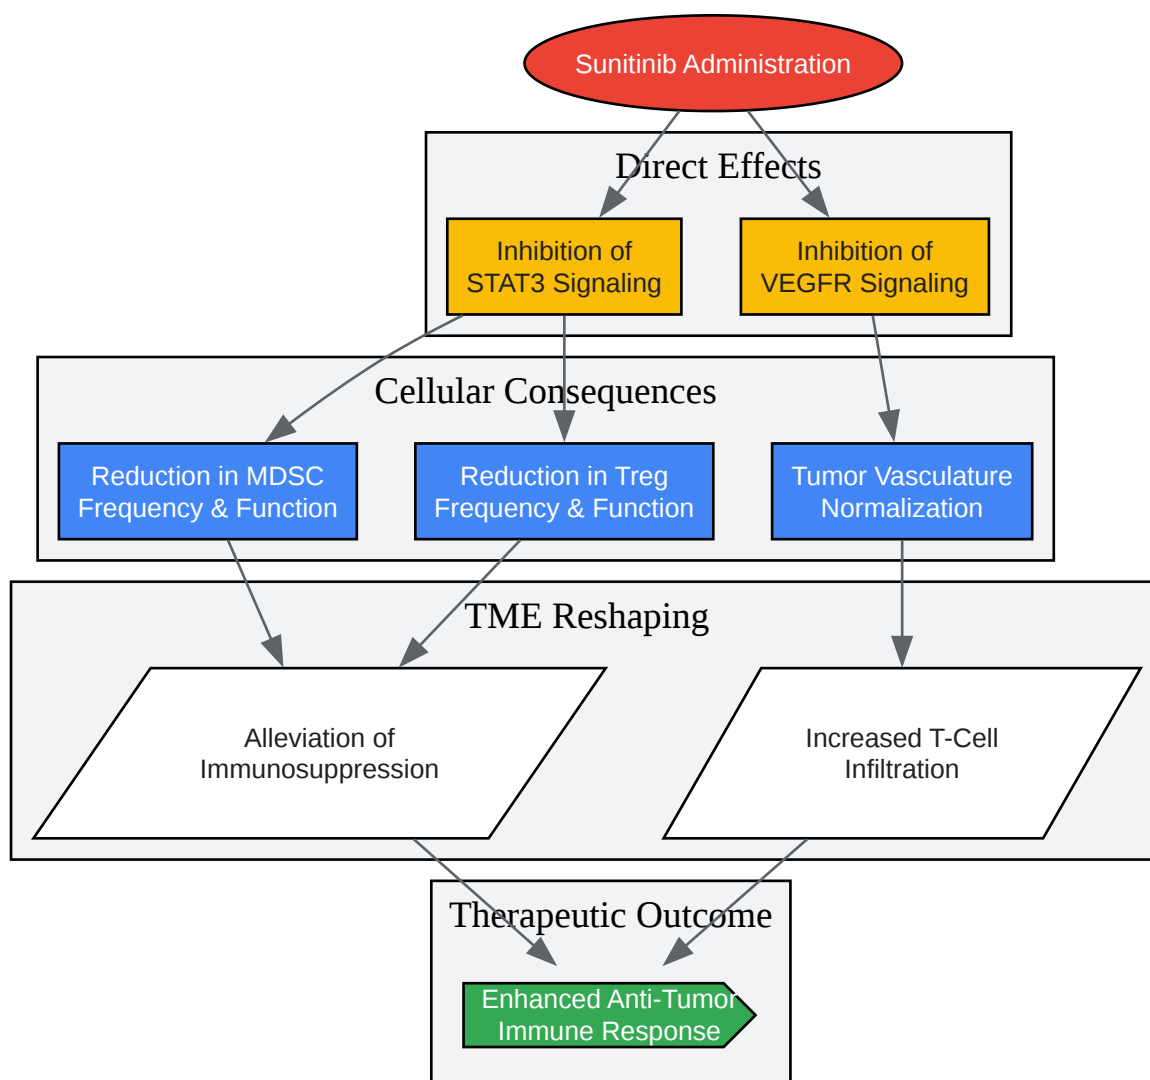 Sunitinib Administration
Direct Effects
Inhibition of
STAT3 Signaling
Inhibition of
VEGFR Signaling
Cellular Consequences
Reduction in MDSC
Frequency & Function
Reduction in Treg
Frequency & Function
Tumor Vasculature
Normalization
TME Reshaping
Alleviation of
Immunosuppression
Increased T-Cell
Infiltration
Therapeutic Outcome
Enhanced Anti-Tumor
Immune Response